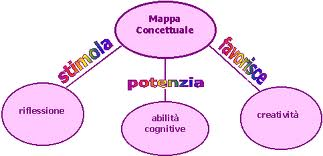 Mappa
Concettuale
stimola
potenzia
favorisce
riflessione
abilità
cognitive
creatività